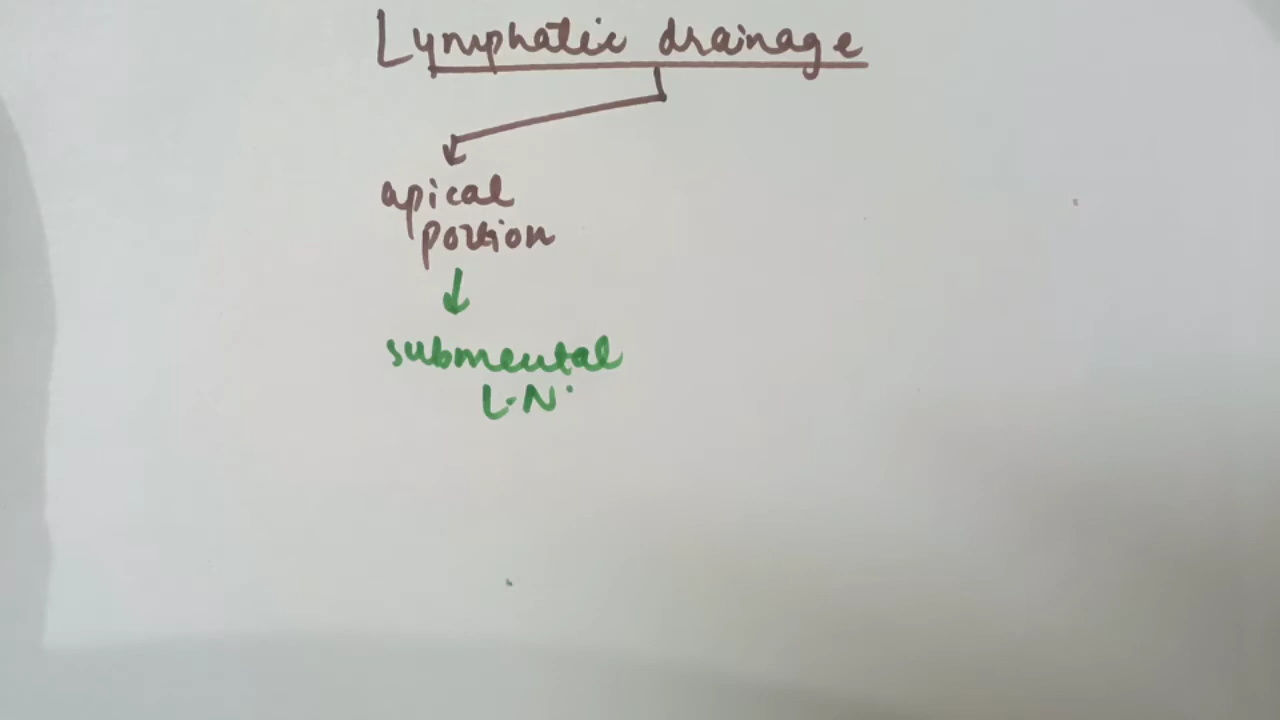 Lymphatic drainage
apical
portion
submental
L.N.